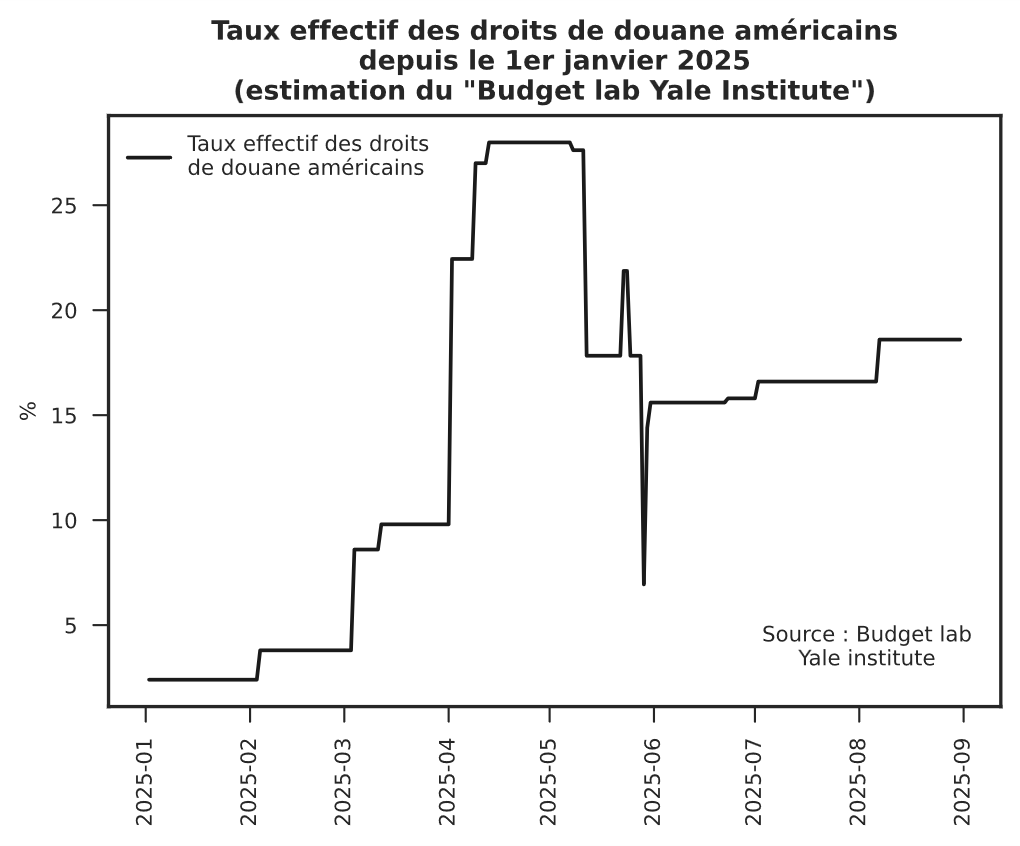 Taux effectif des droits de douane américains
depuis le 1er janvier 2025
(estimation du "Budget lab Yale Institute")
Taux effectif des droits
de douane américains
25
20
15
10
5
%
Source : Budget lab
Yale institute
2025-01
2025-02
2025-03
2025-04
2025-05
2025-06
2025-07
2025-08
2025-09